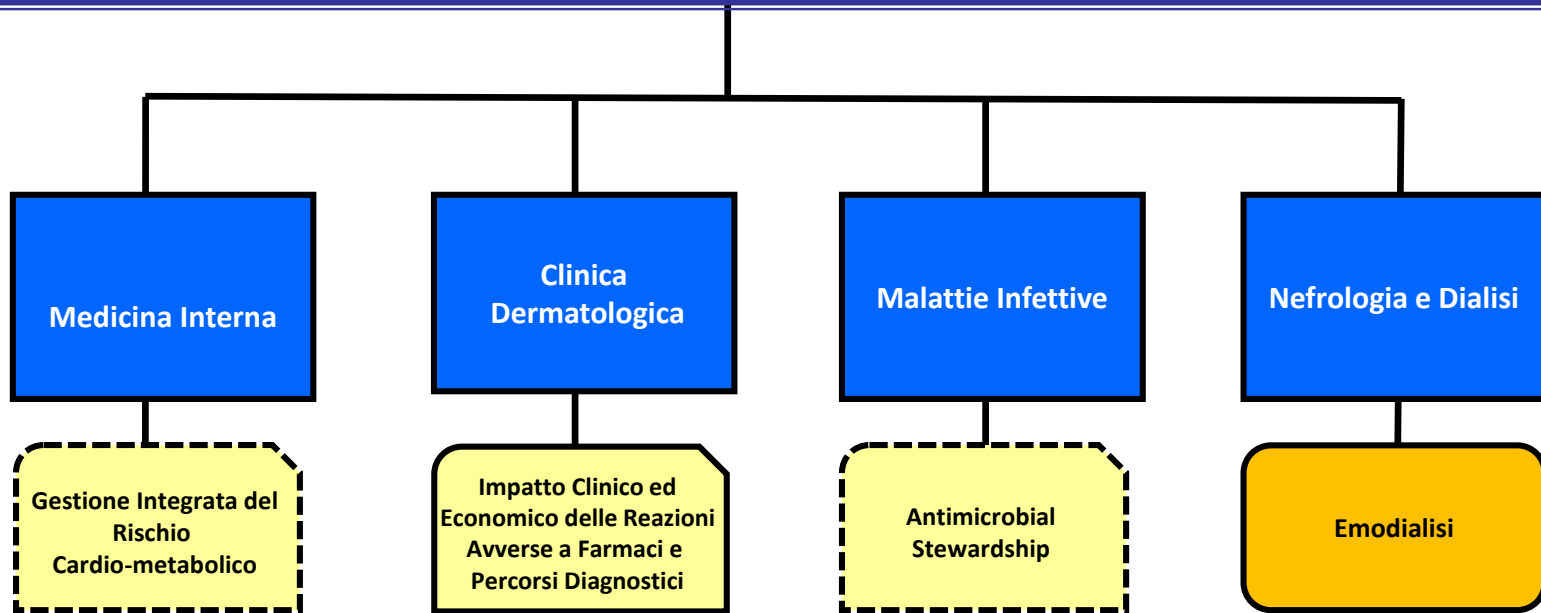 Medicina Interna
Clinica
Dermatologica
Malattie Infettive
Nefrologia e Dialisi
Gestione Integrata del
Rischio
Cardio-metabolico
Impatto Clinico ed
Economico delle Reazioni
Avverse a Farmaci e
Percorsi Diagnostici
Antimicrobial
Stewardship
Emodialisi